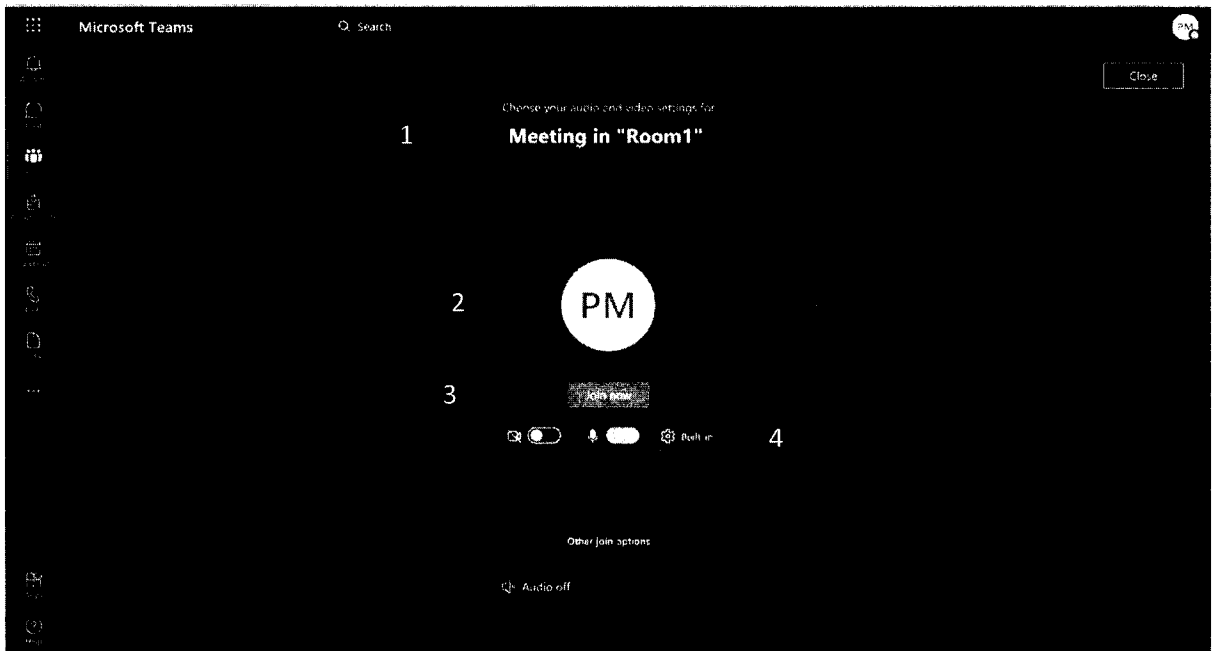 Microsoft Teams
Search
PM
Close
Choose your audio and video settings for
1
Meeting in "Room1"
2
PM
3
Join now
4
Other join options
Audio off